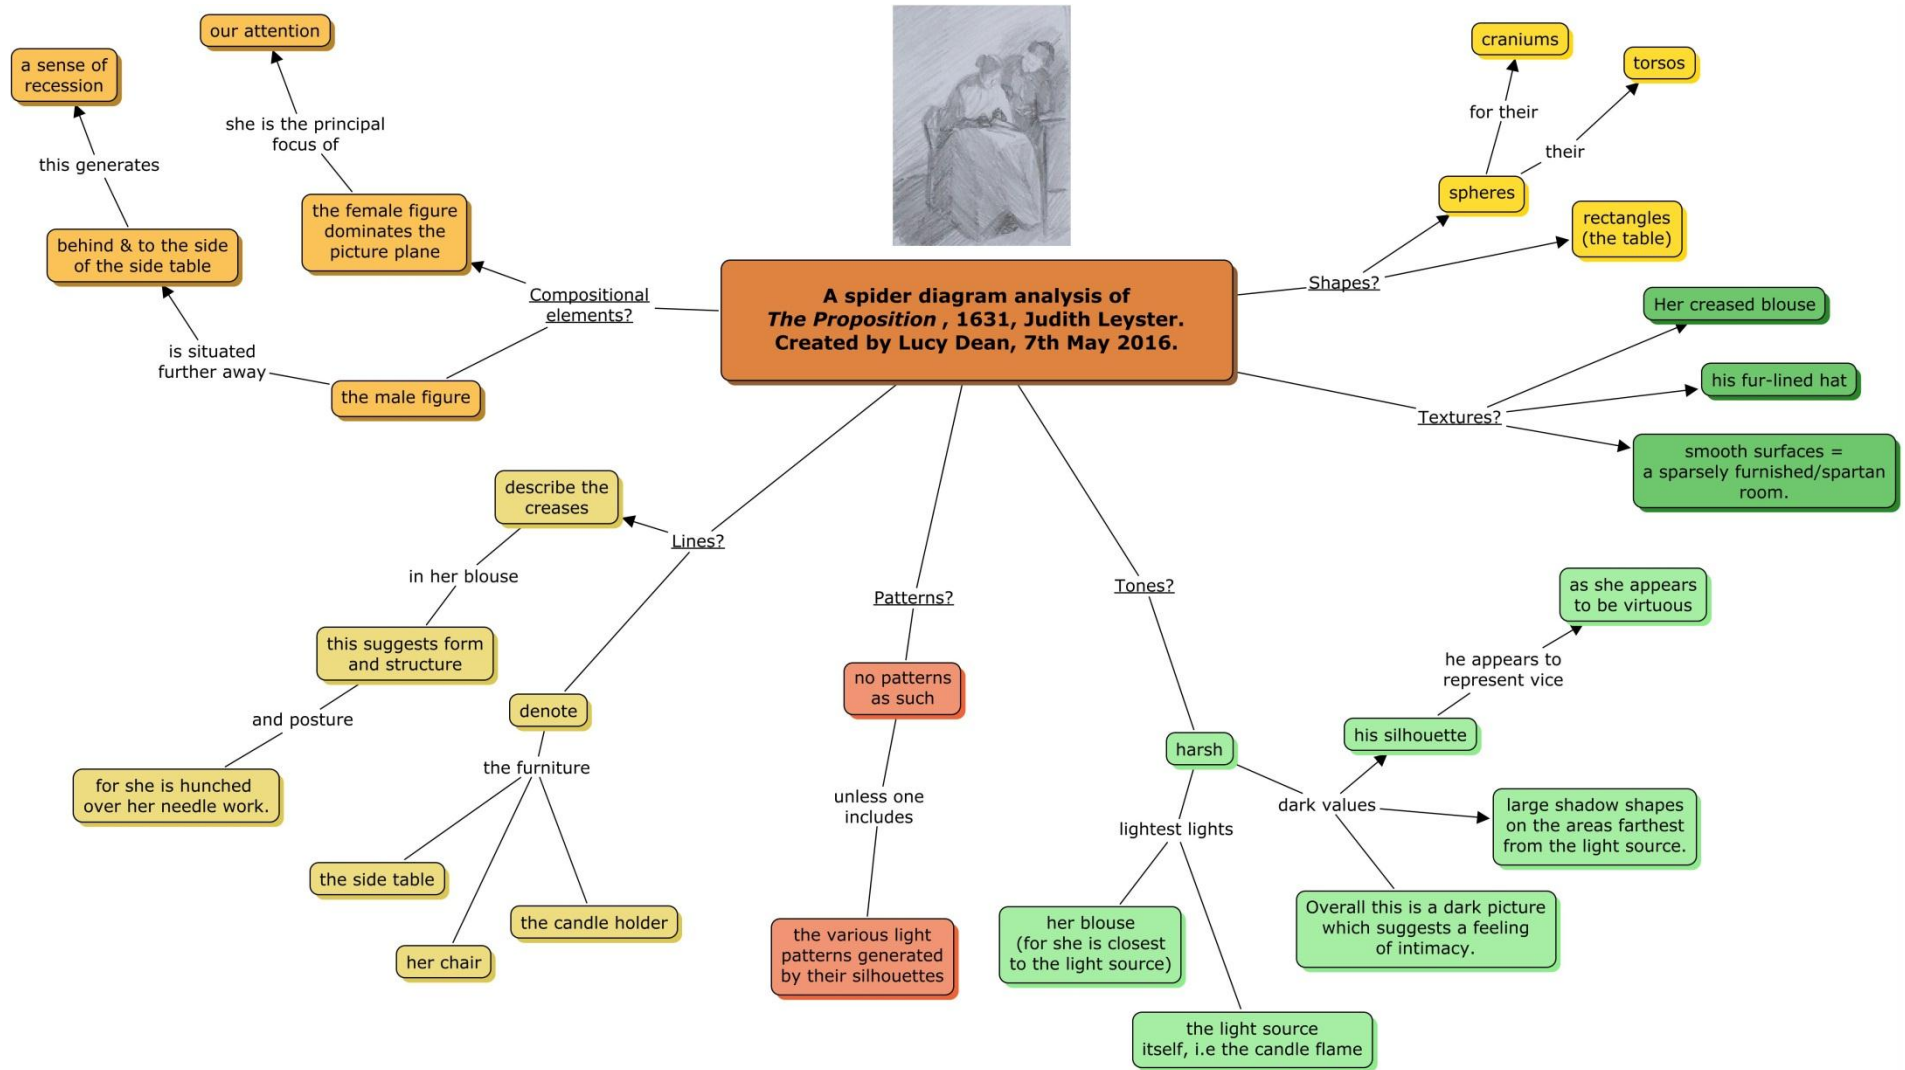 A spider diagram analysis of
The Proposition , 1631, Judith Leyster.
Created by Lucy Dean, 7th May 2016.
Compositional
elements?
the female figure
dominates the
picture plane
she is the principal
focus of
our attention
the male figure
is situated
further away
behind & to the side
of the side table
this generates
a sense of
recession
Shapes?
spheres
for their
craniums
their
torsos
rectangles
(the table)
Textures?
Her creased blouse
his fur-lined hat
smooth surfaces =
a sparsely furnished/spartan
room.
Lines?
describe the
creases
in her blouse
this suggests form
and structure
and posture
for she is hunched
over her needle work.
denote
the furniture
the side table
her chair
the candle holder
Patterns?
no patterns
as such
unless one
includes
the various light
patterns generated
by their silhouettes
Tones?
harsh
lightest lights
her blouse
(for she is closest
to the light source)
the light source
itself, i.e the candle flame
dark values
his silhouette
he appears to
represent vice
as she appears
to be virtuous
large shadow shapes
on the areas farthest
from the light source.
Overall this is a dark picture
which suggests a feeling
of intimacy.